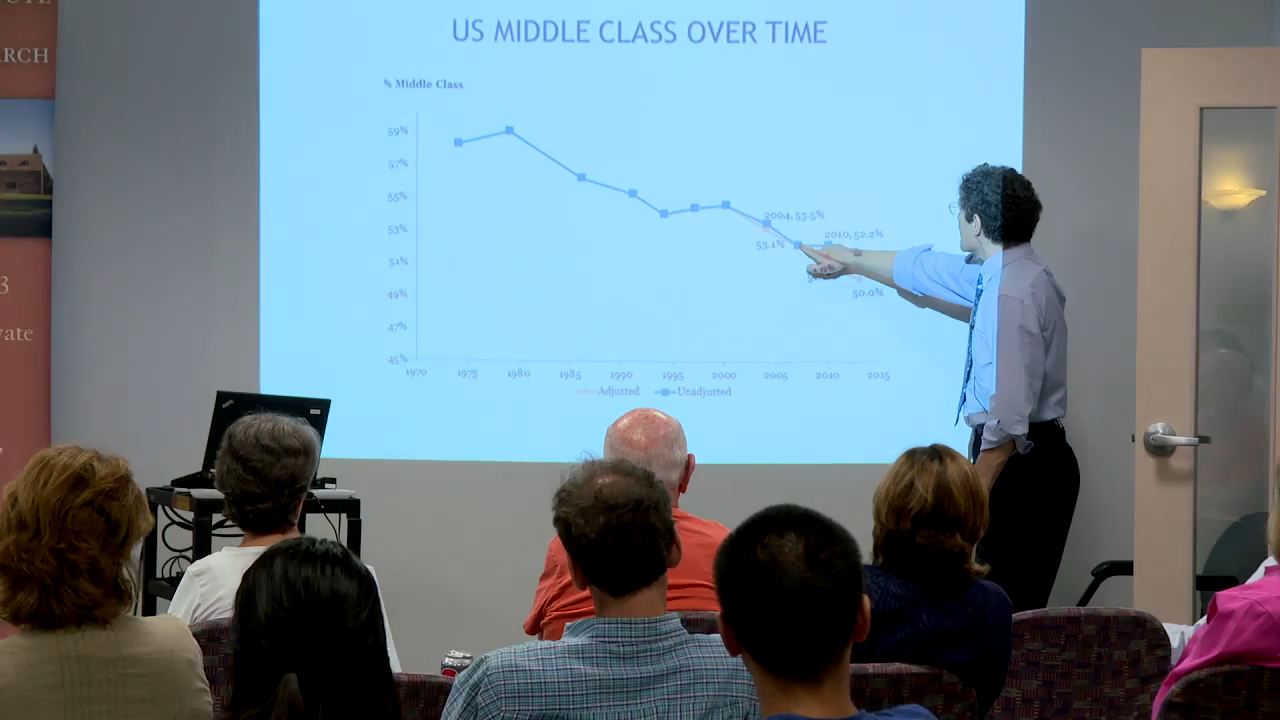 RCH
3
vate
US MIDDLE CLASS OVER TIME
% Middle Class
59%
57%
55%
53%
51%
49%
47%
45%
2004, 53.5%
53.1%
2010, 52.2%
50.0%
1970 1975 1980 1985 1990 1995 2000 2005 2010 2015
Adjusted Unadjusted